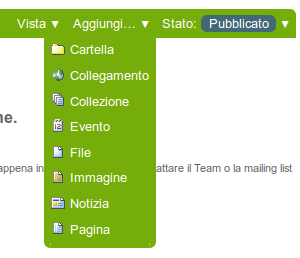 Vista ▼ Aggiungi… ▼ Stato: Pubblicato ▼
Cartella
Collegamento
ne.
Collezione
Evento
File
appena in
attare il Team o la mailing list
Immagine
Notizia
Pagina